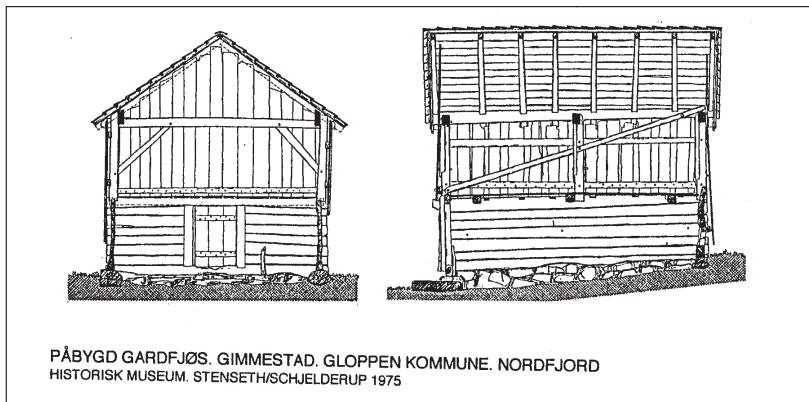 PÅBYGD GARDFJØS. GIMMESTAD. GLOPPEN KOMMUNE. NORDFJORD
HISTORISK MUSEUM. STENSETH/SCHJELDERUP 1975